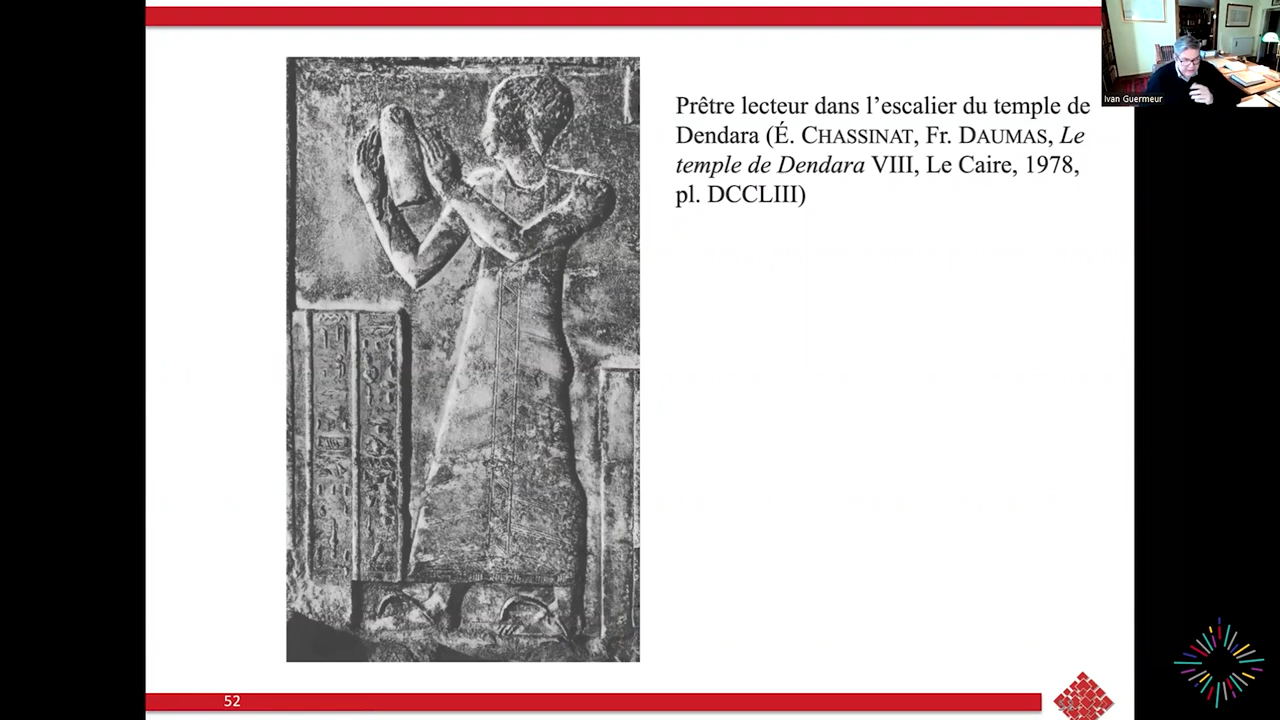 Prêtre lecteur dans l’escalier du temple de
Dendara (É. CHASSINAT, Fr. DAUMAS, Le
temple de Dendara VIII, Le Caire, 1978,
pl. DCCLIII)
Ivan Guermeur
52